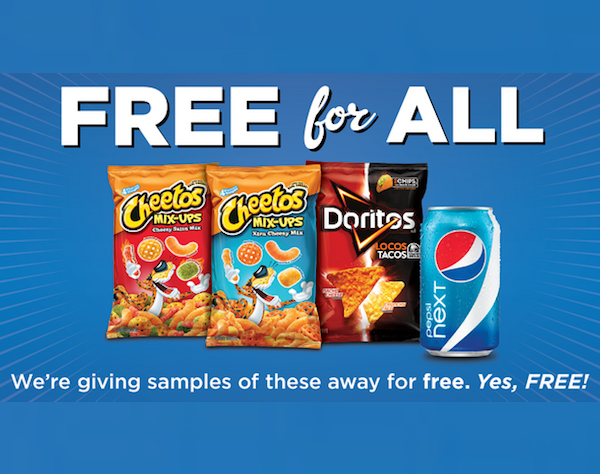 FREE for ALL
Cheetos
MIX-UPS
Cheesy Salsa Mix
Cheetos
MIX-UPS
Xtra Cheesy Mix
CHIPS
Doritos
LOCOS
TACOS
pepsi
next
We're giving samples of these away for free. Yes, FREE!